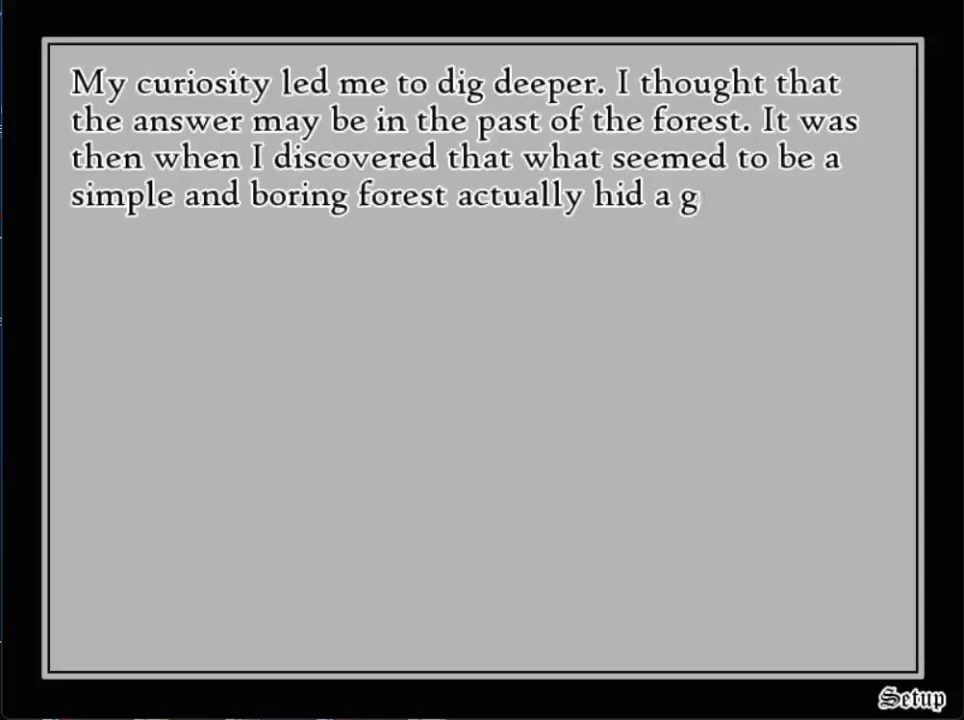 My curiosity led me to dig deeper. I thought that
the answer may be in the past of the forest. It was
then when I discovered that what seemed to be a
simple and boring forest actually hid a g
Setup